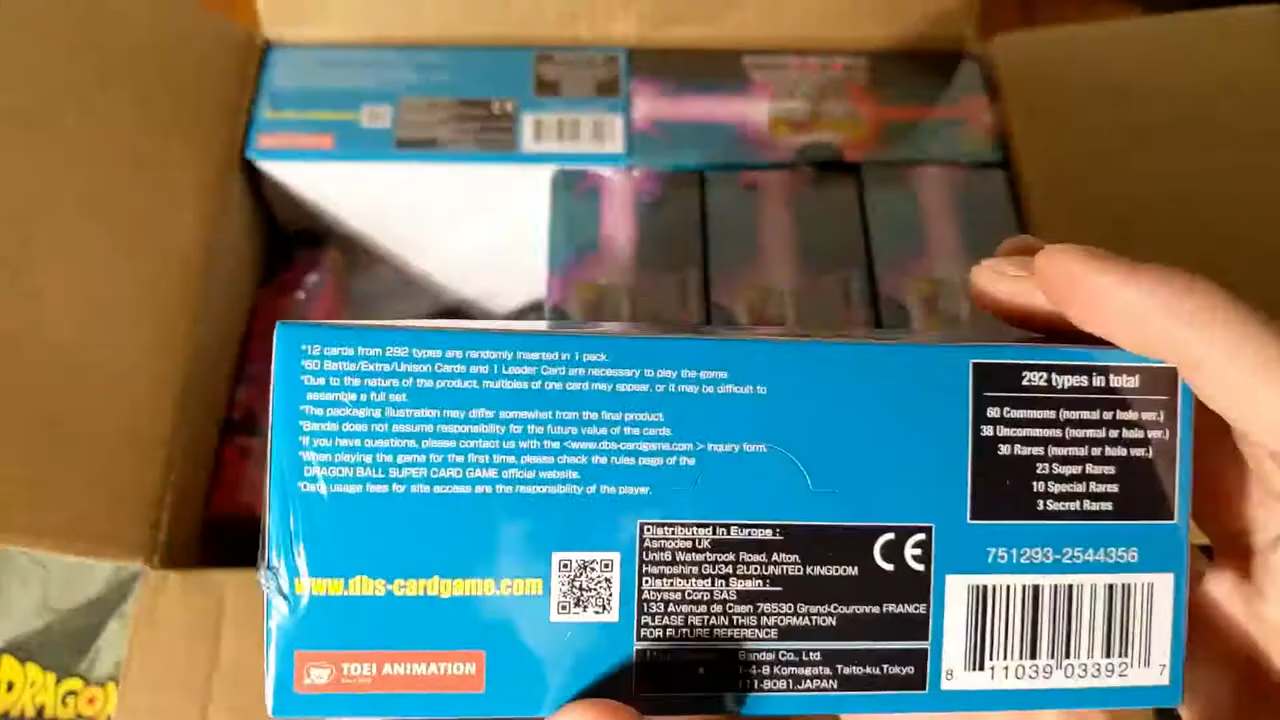 *12 cards from 292 types are randomly inserted in 1 pack.
*60 Battle/Extra/Unison Cards and 1 Leader Card are necessary to play the game.
*Due to the nature of the product, multiples of one card may appear, or it may be difficult to
assemble a full set.
*The packaging illustration may differ somewhat from the final product.
*Bandai does not assume responsibility for the future value of the cards.
*If you have questions, please contact us with the <www.dbs-cardgame.com > inquiry form.
*When playing the game for the first time, please check the rules page of the
DRAGON BALL SUPER CARD GAME official website.
*Data usage fees for site access are the responsibility of the player.
www.dbs-cardgame.com
TOEI ANIMATION
Distributed in Europe :
Asmodee UK
Unit6 Waterbrook Road, Alton,
Hampshire GU34 2UD,UNITED KINGDOM
Distributed in Spain :
Abysse Corp SAS
133 Avenue de Caen 76530 Grand-Couronne FRANCE
PLEASE RETAIN THIS INFORMATION
FOR FUTURE REFERENCE
CE
Bandai Co., Ltd.
1-4-8 Komagata, Taito-ku,Tokyo
111-8081,JAPAN
292 types in total
60 Commons (normal or holo ver.)
38 Uncommons (normal or holo ver.)
30 Rares (normal or holo ver.)
23 Super Rares
10 Special Rares
3 Secret Rares
751293-2544356
8 11039 03392 7
DRAGON